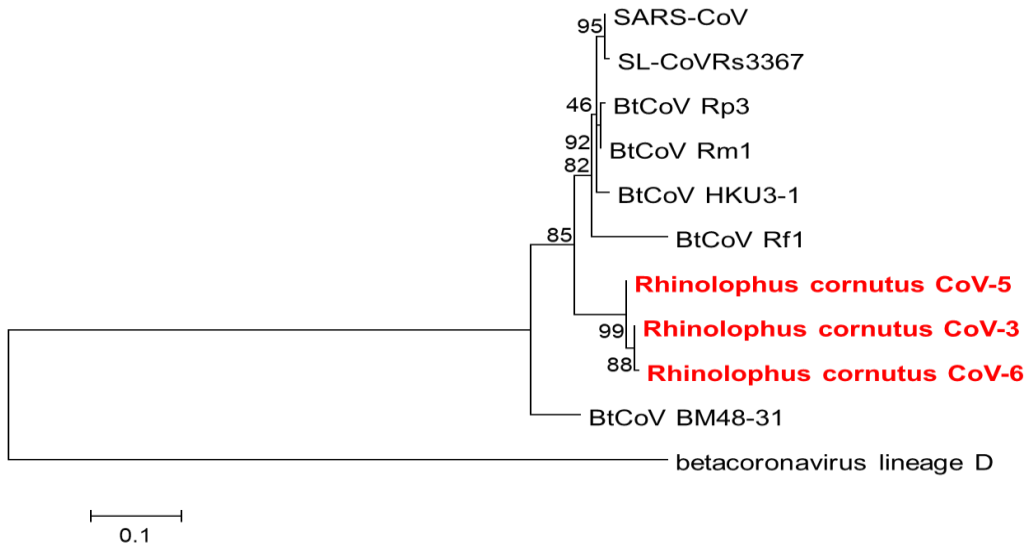 SARS-CoV
95
SL-CoVRs3367
46
BtCoV Rp3
92
BtCoV Rm1
82
BtCoV HKU3-1
85
BtCoV Rf1
Rhinolophus cornutus CoV-5
99
Rhinolophus cornutus CoV-3
88
Rhinolophus cornutus CoV-6
BtCoV BM48-31
betacoronavirus lineage D
0.1